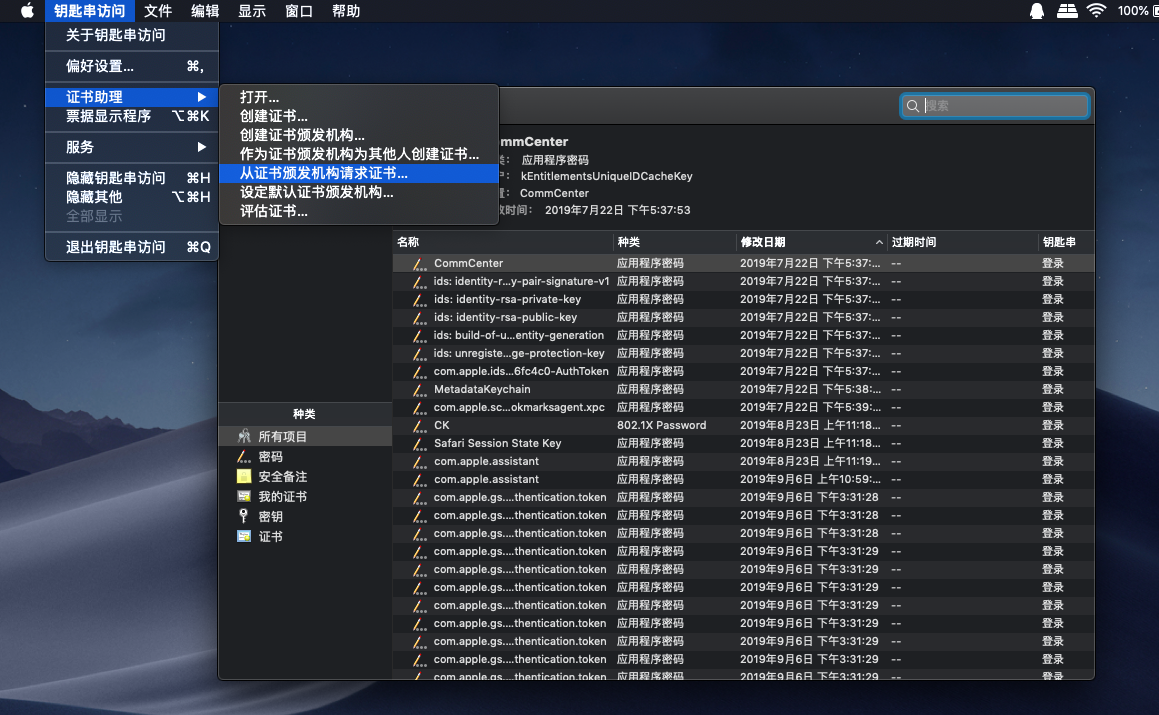 钥匙串访问 文件 编辑 显示 窗口 帮助 100%
关于钥匙串访问
偏好设置... ⌘,
证书助理 ▶
票据显示程序 ⌥⌘K
服务 ▶
隐藏钥匙串访问 ⌘H
隐藏其他 ⌥⌘H
全部显示
退出钥匙串访问 ⌘Q
打开...
创建证书...
创建证书颁发机构...
作为证书颁发机构为其他人创建证书...
从证书颁发机构请求证书...
设定默认证书颁发机构...
评估证书...
搜索
mmCenter
应用程序密码
kEntitlementsUniqueIDCacheKey
CommCenter
时间: 2019年7月22日 下午5:37:53
名称 种类 修改日期 过期时间 钥匙串
CommCenter 应用程序密码 2019年7月22日 下午5:37:... -- 登录
ids: identity-r...y-pair-signature-v1 应用程序密码 2019年7月22日 下午5:37:... -- 登录
ids: identity-rsa-private-key 应用程序密码 2019年7月22日 下午5:37:... -- 登录
ids: identity-rsa-public-key 应用程序密码 2019年7月22日 下午5:37:... -- 登录
ids: build-of-u...entity-generation 应用程序密码 2019年7月22日 下午5:37:... -- 登录
ids: unregiste...ge-protection-key 应用程序密码 2019年7月22日 下午5:37:... -- 登录
com.apple.ids...6fc4c0-AuthToken 应用程序密码 2019年7月22日 下午5:37:... -- 登录
MetadataKeychain 应用程序密码 2019年7月22日 下午5:38:... -- 登录
com.apple.sc...okmarksagent.xpc 应用程序密码 2019年7月22日 下午5:39:... -- 登录
CK 802.1X Password 2019年8月23日 上午11:18... -- 登录
Safari Session State Key 应用程序密码 2019年8月23日 上午11:18... -- 登录
com.apple.assistant 应用程序密码 2019年8月23日 上午11:19... -- 登录
com.apple.assistant 应用程序密码 2019年9月6日 上午10:59:... -- 登录
com.apple.gs....thentication.token 应用程序密码 2019年9月6日 下午3:31:28 -- 登录
com.apple.gs....thentication.token 应用程序密码 2019年9月6日 下午3:31:28 -- 登录
com.apple.gs....thentication.token 应用程序密码 2019年9月6日 下午3:31:28 -- 登录
com.apple.gs....thentication.token 应用程序密码 2019年9月6日 下午3:31:29 -- 登录
com.apple.gs....thentication.token 应用程序密码 2019年9月6日 下午3:31:29 -- 登录
com.apple.gs....thentication.token 应用程序密码 2019年9月6日 下午3:31:29 -- 登录
com.apple.gs....thentication.token 应用程序密码 2019年9月6日 下午3:31:29 -- 登录
com.apple.gs....thentication.token 应用程序密码 2019年9月6日 下午3:31:29 -- 登录
com.apple.gs....thentication.token 应用程序密码 2019年9月6日 下午3:31:29 -- 登录
com.apple.gs....thentication.token 应用程序密码 2019年9月6日 下午3:31:29 -- 登录
com.apple.gs....thentication.token 应用程序密码 2019年9月6日 下午3:31:29 -- 登录
种类
所有项目
密码
安全备注
我的证书
密钥
证书